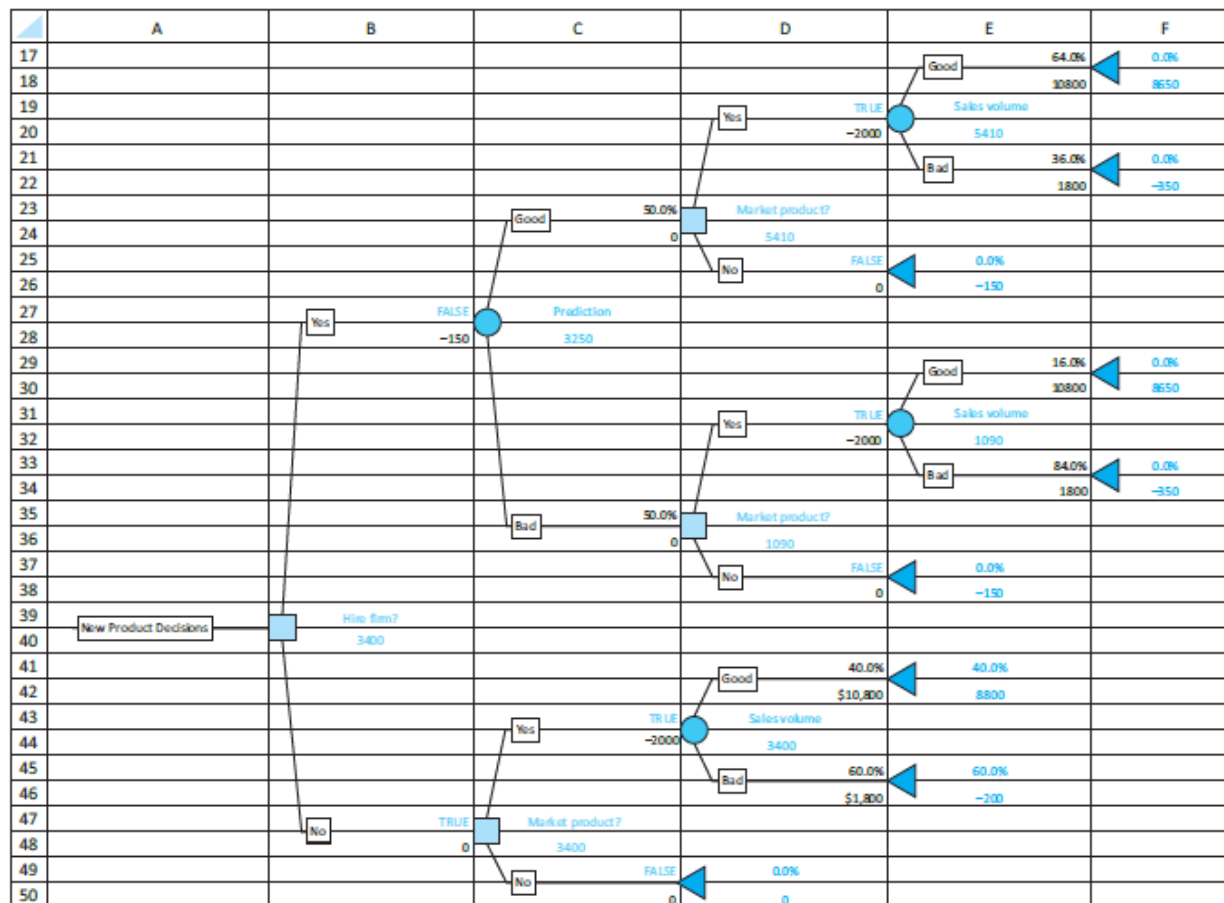 A B C D E F
17 64.0% 0.0%
Good
18 10800 8650
19 TRUE Sales volume
Yes
20 −2000 5410
21 36.0% 0.0%
Bad
22 1800 −350
23 50.0% Market product?
Good
24 0 5410
25 FALSE 0.0%
No
26 0 −150
27 FALSE Prediction
Yes
28 −150 3250
29 16.0% 0.0%
Good
30 10800 8650
31 TRUE Sales volume
Yes
32 −2000 1090
33 84.0% 0.0%
Bad
34 1800 −350
35 50.0% Market product?
Bad
36 0 1090
37 FALSE 0.0%
No
38 0 −150
39 Hire firm?
New Product Decisions
40 3400
41 40.0% 40.0%
Good
42 $10,800 8800
43 TRUE Sales volume
Yes
44 −2000 3400
45 60.0% 60.0%
Bad
46 $1,800 −200
47 TRUE Market product?
No
48 0 3400
49 FALSE 0.0%
No
50 0 0